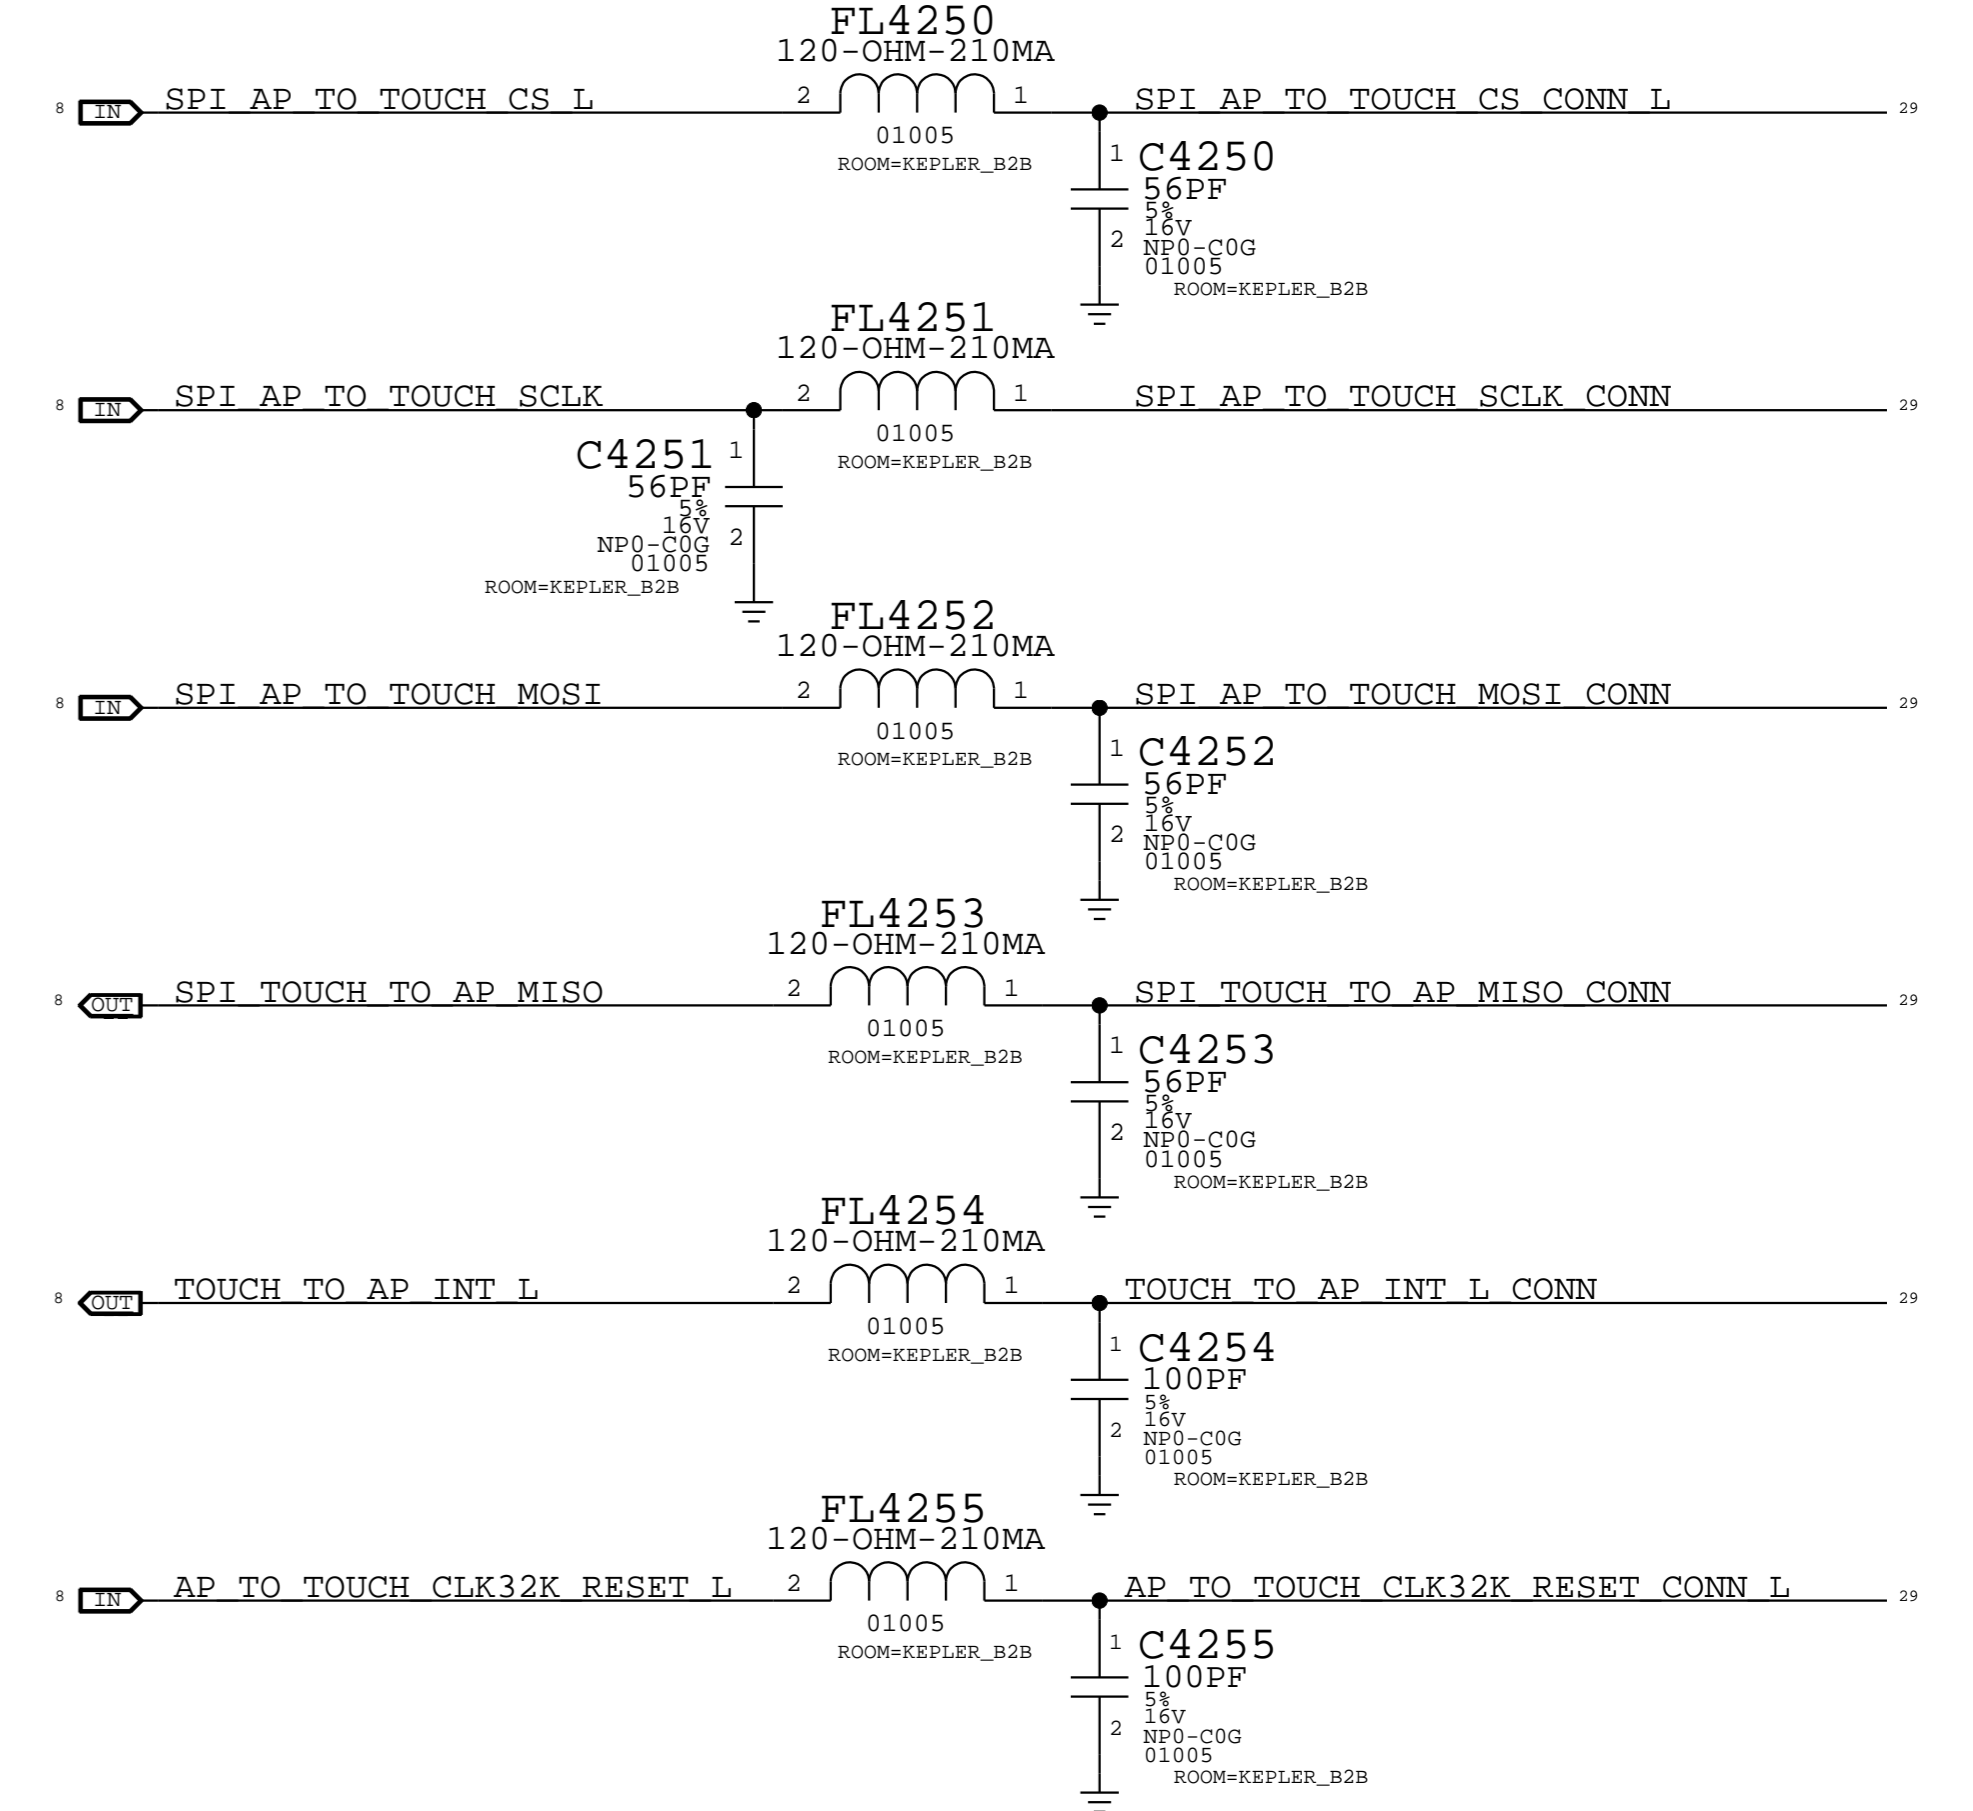 FL4250
120-OHM-210MA
8 IN SPI_AP_TO_TOUCH_CS_L 2 1 SPI_AP_TO_TOUCH_CS_CONN_L 29
01005
ROOM=KEPLER_B2B
1 C4250
56PF
5%
16V
2 NP0-C0G
01005
ROOM=KEPLER_B2B
FL4251
120-OHM-210MA
8 IN SPI_AP_TO_TOUCH_SCLK 2 1 SPI_AP_TO_TOUCH_SCLK_CONN 29
01005
ROOM=KEPLER_B2B
C4251 1
56PF
5%
16V
NP0-C0G 2
01005
ROOM=KEPLER_B2B
FL4252
120-OHM-210MA
8 IN SPI_AP_TO_TOUCH_MOSI 2 1 SPI_AP_TO_TOUCH_MOSI_CONN 29
01005
ROOM=KEPLER_B2B
1 C4252
56PF
5%
16V
2 NP0-C0G
01005
ROOM=KEPLER_B2B
FL4253
120-OHM-210MA
8 OUT SPI_TOUCH_TO_AP_MISO 2 1 SPI_TOUCH_TO_AP_MISO_CONN 29
01005
ROOM=KEPLER_B2B
1 C4253
56PF
5%
16V
2 NP0-C0G
01005
ROOM=KEPLER_B2B
FL4254
120-OHM-210MA
8 OUT TOUCH_TO_AP_INT_L 2 1 TOUCH_TO_AP_INT_L_CONN 29
01005
ROOM=KEPLER_B2B
1 C4254
100PF
5%
16V
2 NP0-C0G
01005
ROOM=KEPLER_B2B
FL4255
120-OHM-210MA
8 IN AP_TO_TOUCH_CLK32K_RESET_L 2 1 AP_TO_TOUCH_CLK32K_RESET_CONN_L 29
01005
ROOM=KEPLER_B2B
1 C4255
100PF
5%
16V
2 NP0-C0G
01005
ROOM=KEPLER_B2B